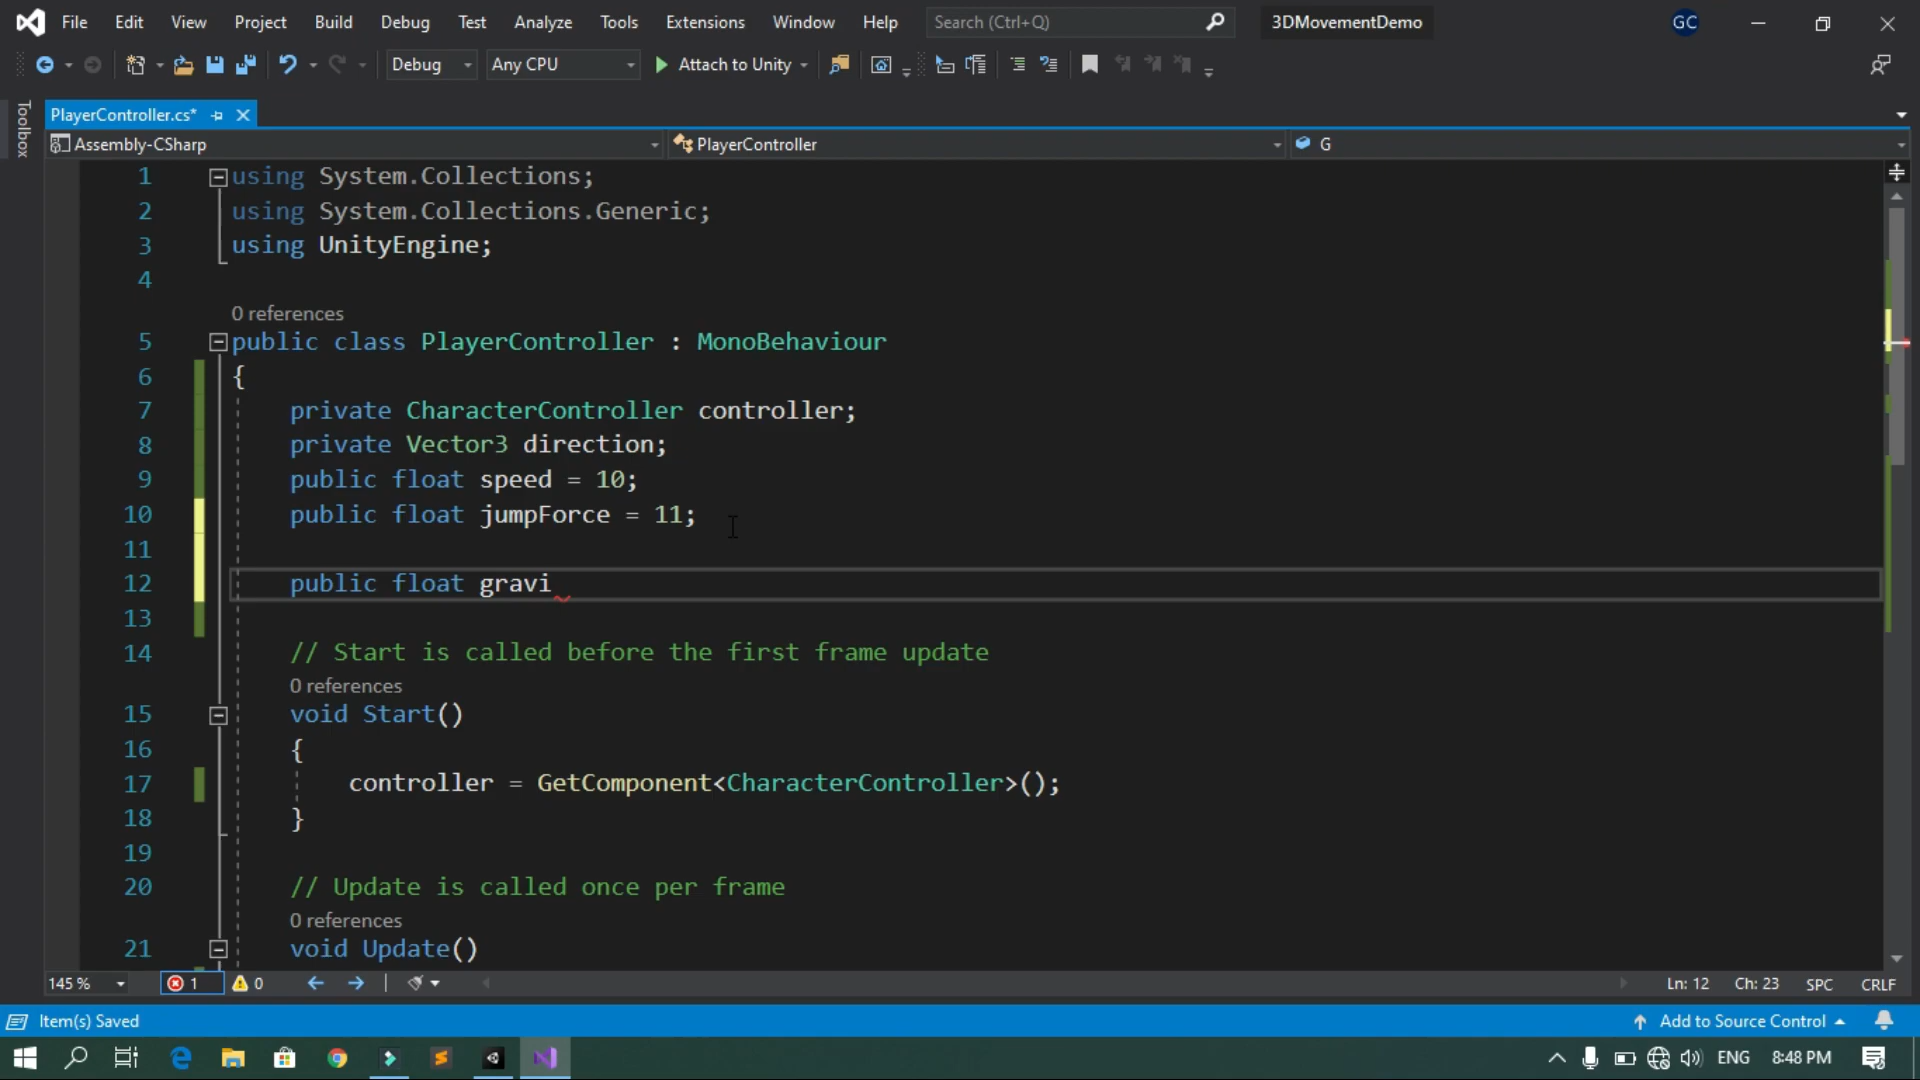 File Edit View Project Build Debug Test Analyze Tools Extensions Window Help Search (Ctrl+Q) 3DMovementDemo GC
Debug Any CPU Attach to Unity
Toolbox
PlayerController.cs*
Assembly-CSharp PlayerController G
1 using System.Collections;
2 using System.Collections.Generic;
3 using UnityEngine;
4
0 references
5 public class PlayerController : MonoBehaviour
6 {
7 private CharacterController controller;
8 private Vector3 direction;
9 public float speed = 10;
10 public float jumpForce = 11;
11
12 public float gravi
13
14 // Start is called before the first frame update
0 references
15 void Start()
16 {
17 controller = GetComponent<CharacterController>();
18 }
19
20 // Update is called once per frame
0 references
21 void Update()
145 % 1 0 Ln: 12 Ch: 23 SPC CRLF
Item(s) Saved Add to Source Control
ENG 8:48 PM